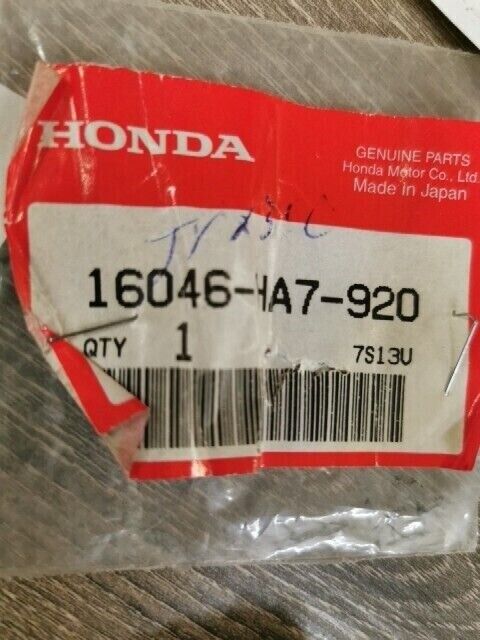 HONDA
GENUINE PARTS
Honda Motor Co., Ltd.
Made in Japan
16046-HA7-920
QTY 1 7S13U